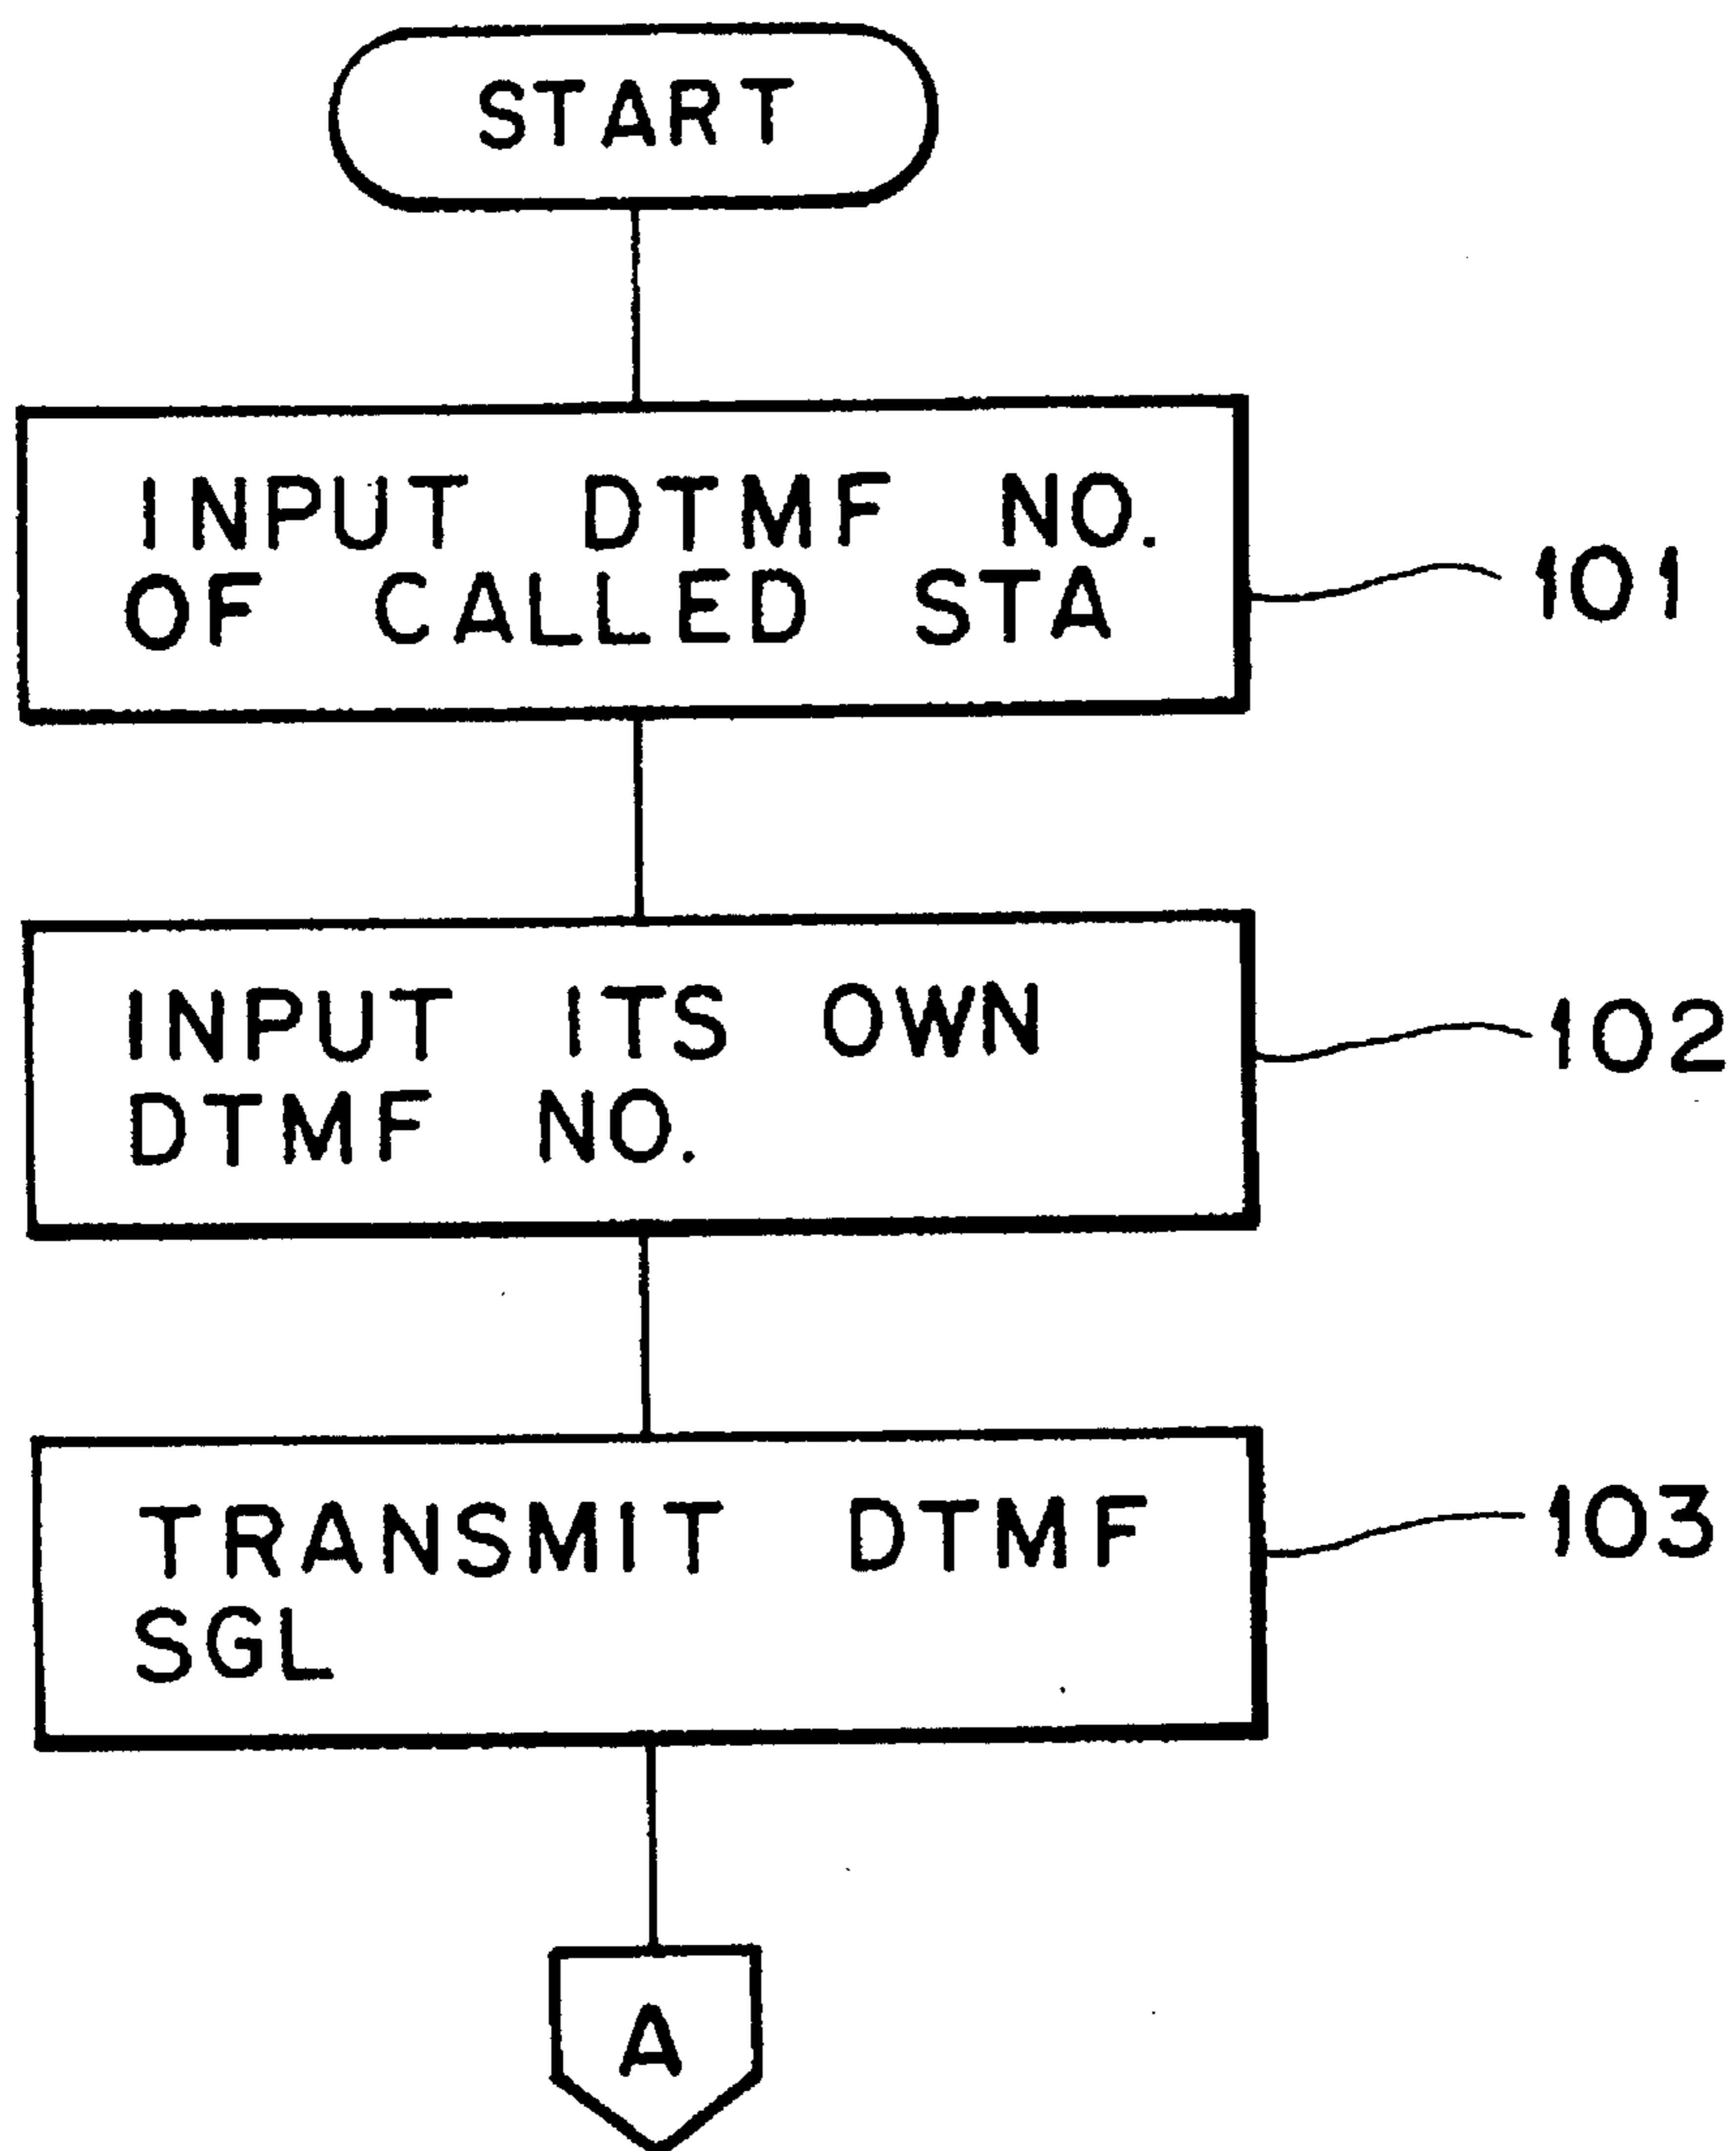 START
INPUT DTMF NO.
OF CALLED STA
101
INPUT ITS OWN
DTMF NO.
102
TRANSMIT DTMF
SGL
103
A